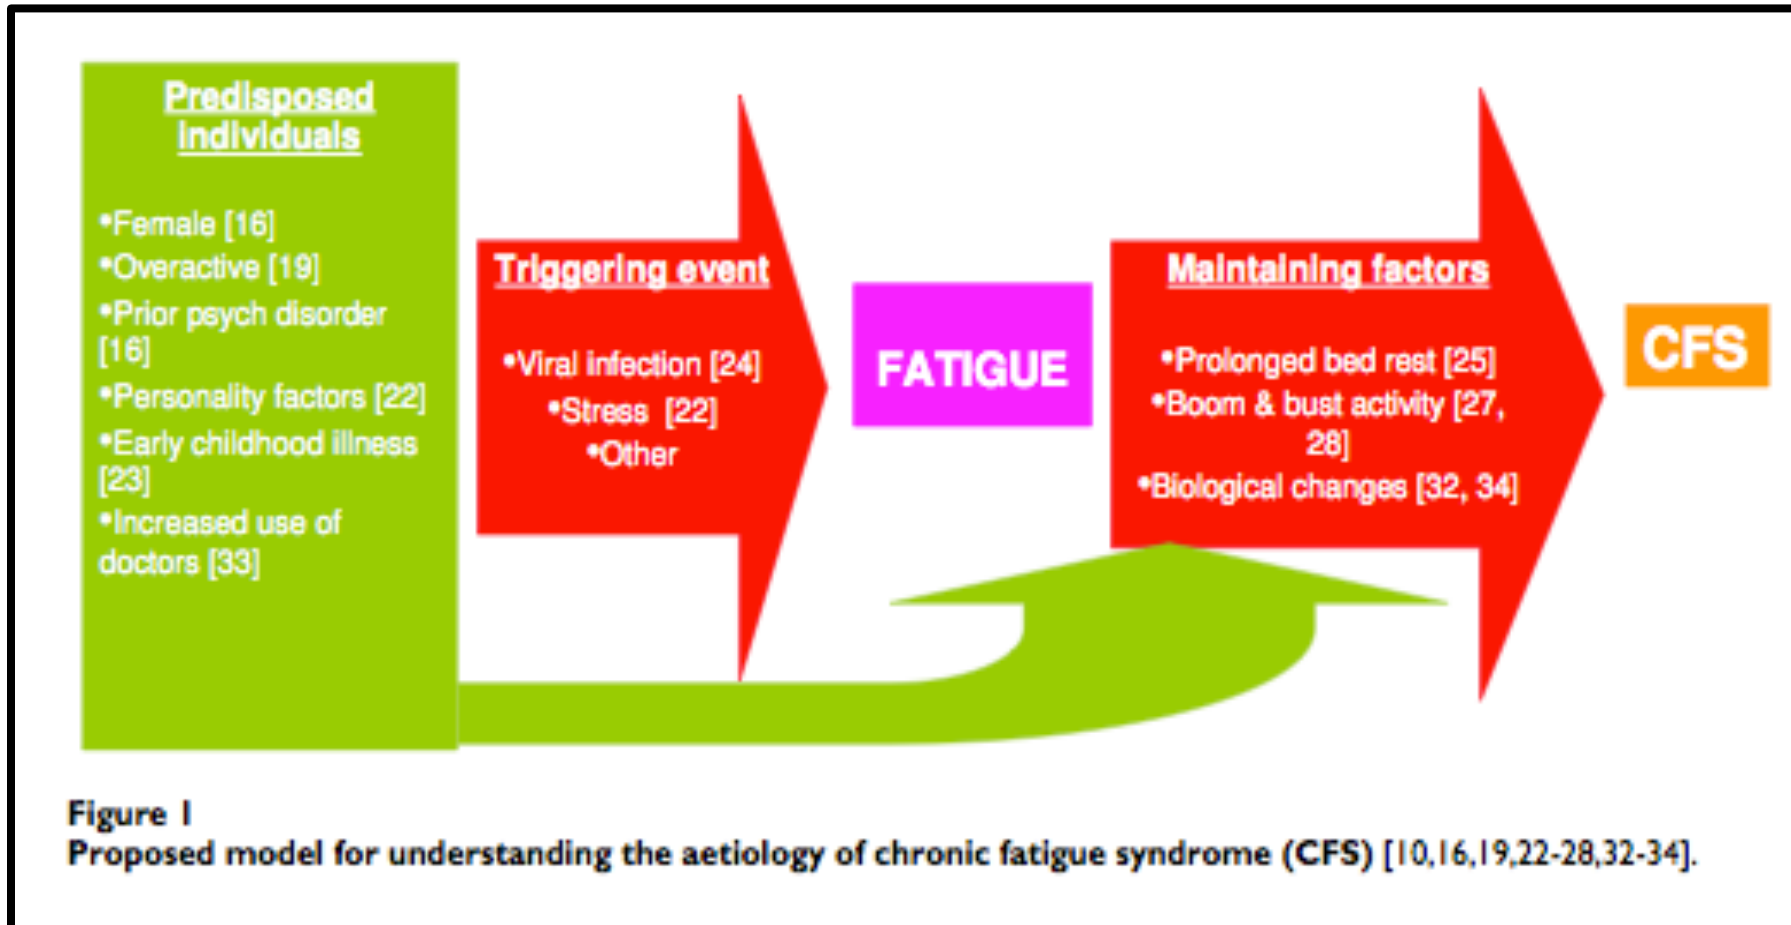 Predisposed
individuals
•Female [16]
•Overactive [19]
•Prior psych disorder
[16]
•Personality factors [22]
•Early childhood illness
[23]
•Increased use of
doctors [33]
Triggering event
•Viral infection [24]
•Stress [22]
•Other
FATIGUE
Maintaining factors
•Prolonged bed rest [25]
•Boom & bust activity [27,
28]
•Biological changes [32, 34]
CFS
Figure 1
Proposed model for understanding the aetiology of chronic fatigue syndrome (CFS) [10,16,19,22-28,32-34].